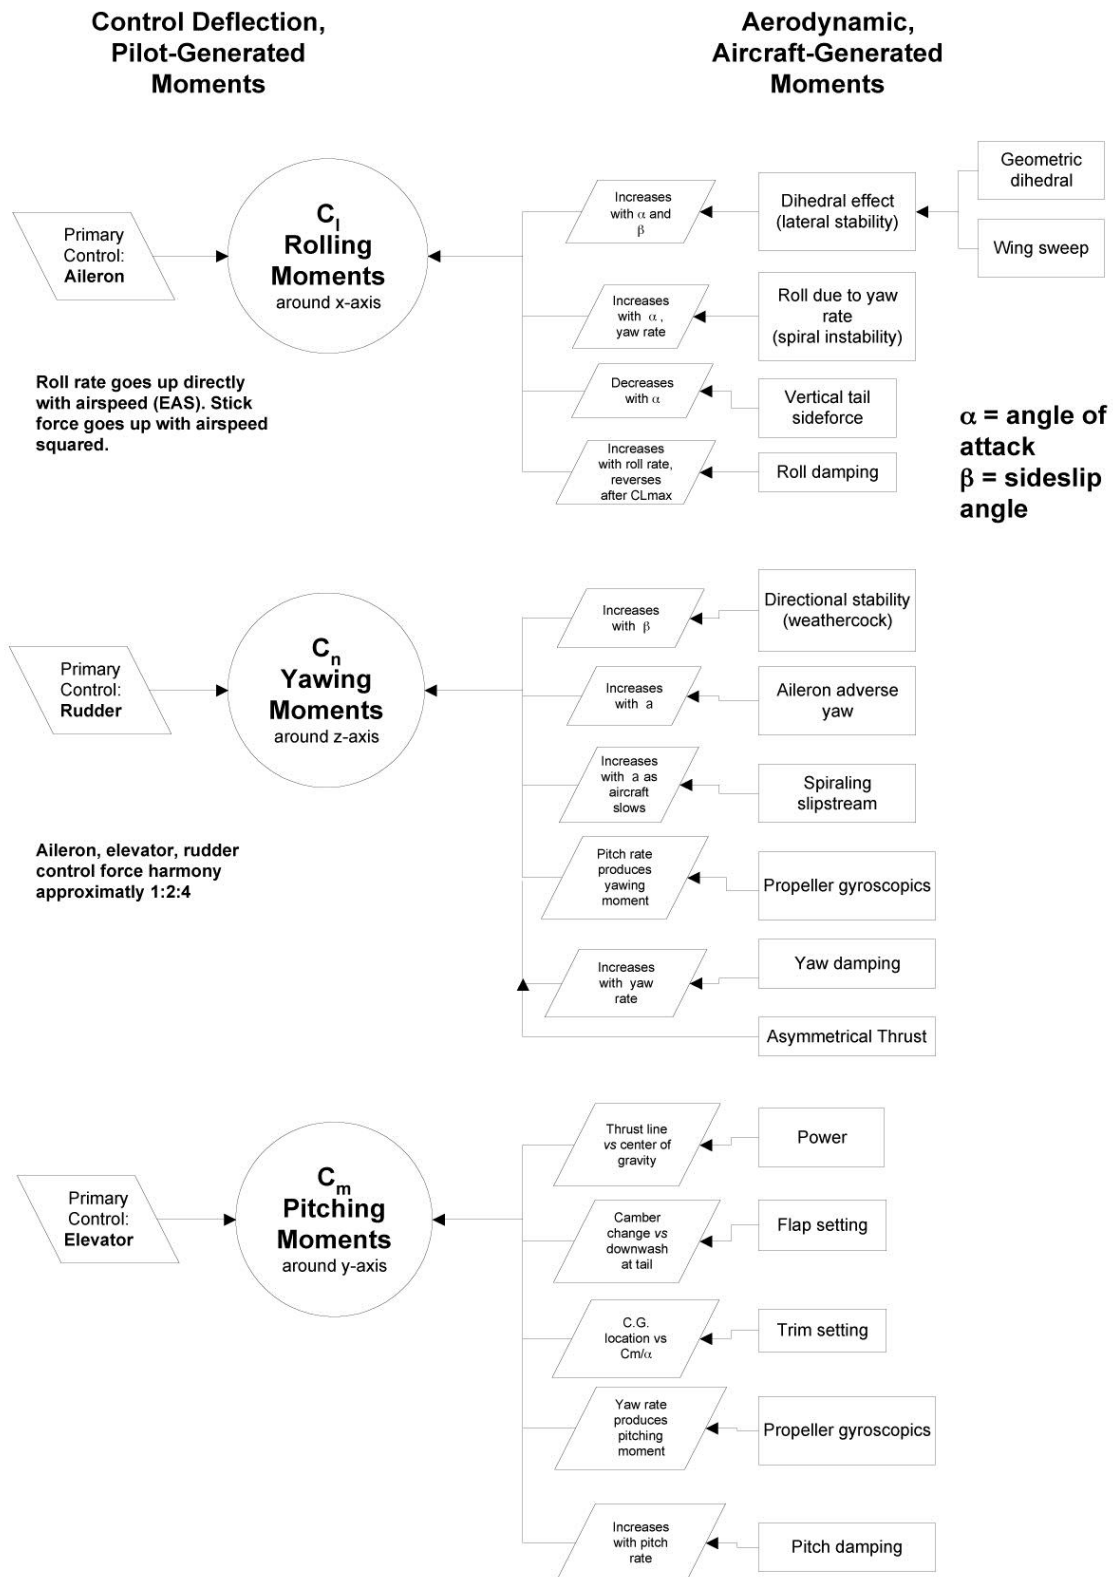 Control Deflection,
Pilot-Generated
Moments
Aerodynamic,
Aircraft-Generated
Moments
Primary
Control:
Aileron
Cl
Rolling
Moments
around x-axis
Increases
with α and
β
Dihedral effect
(lateral stability)
Geometric
dihedral
Wing sweep
Increases
with α ,
yaw rate
Roll due to yaw
rate
(spiral instability)
Decreases
with α
Vertical tail
sideforce
Increases
with roll rate,
reverses
after CLmax
Roll damping
Roll rate goes up directly
with airspeed (EAS). Stick
force goes up with airspeed
squared.
α = angle of
attack
β = sideslip
angle
Primary
Control:
Rudder
Cn
Yawing
Moments
around z-axis
Increases
with β
Directional stability
(weathercock)
Increases
with a
Aileron adverse
yaw
Increases
with a as
aircraft
slows
Spiraling
slipstream
Pitch rate
produces
yawing
moment
Propeller gyroscopics
Increases
with yaw
rate
Yaw damping
Asymmetrical Thrust
Aileron, elevator, rudder
control force harmony
approximatly 1:2:4
Primary
Control:
Elevator
Cm
Pitching
Moments
around y-axis
Thrust line
vs center of
gravity
Power
Camber
change vs
downwash
at tail
Flap setting
C.G.
location vs
Cm/α
Trim setting
Yaw rate
produces
pitching
moment
Propeller gyroscopics
Increases
with pitch
rate
Pitch damping